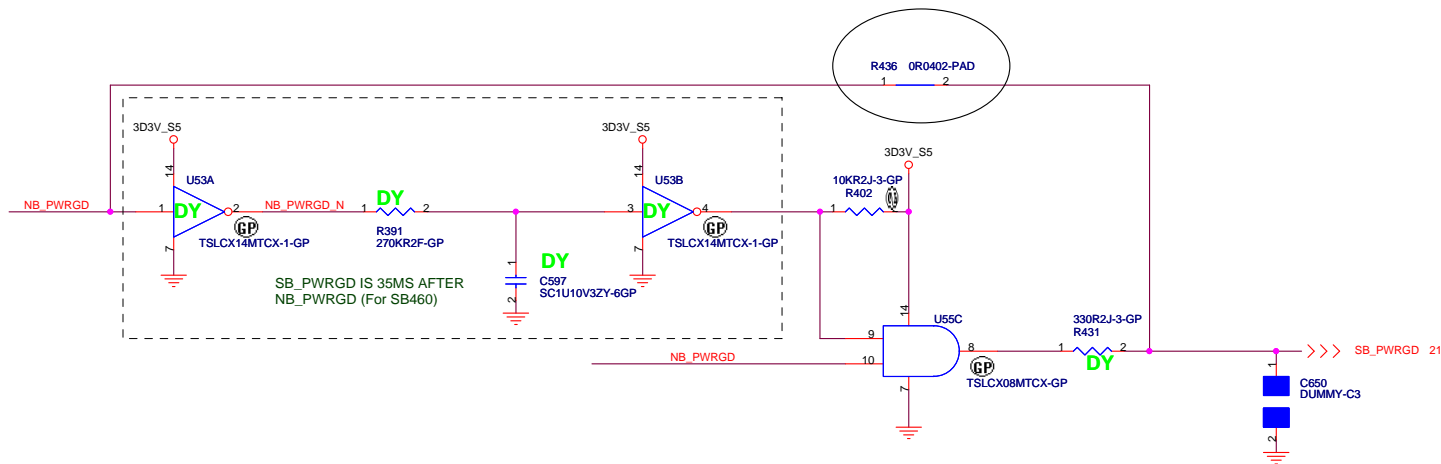 R436 0R0402-PAD
1 2
3D3V_S5
14
U53A
NB_PWRGD
1 DY 2
NB_PWRGD_N
GP
TSLCX14MTCX-1-GP
7
DY
1 2
R391
270KR2F-GP
1
DY
C597
SC1U10V3ZY-6GP
2
SB_PWRGD IS 35MS AFTER
NB_PWRGD (For SB460)
3D3V_S5
14
U53B
3 DY 4
GP
TSLCX14MTCX-1-GP
7
3D3V_S5
10KR2J-3-GP
R402
1 2
14
U55C
9
NB_PWRGD
10
8
GP
TSLCX08MTCX-GP
7
330R2J-3-GP
R431
1 2
DY
SB_PWRGD 21
1
C650
DUMMY-C3
2